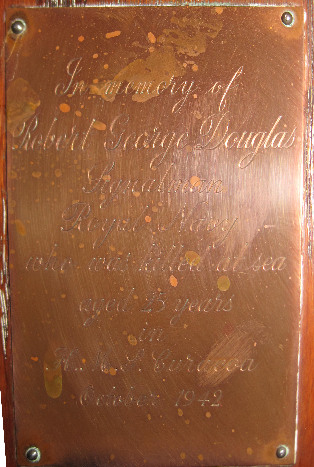 In memory of
Robert George Douglas
Signalman
Royal Navy
who was killed at sea
aged 23 years
in
H.M.S. Curacoa
October 1942